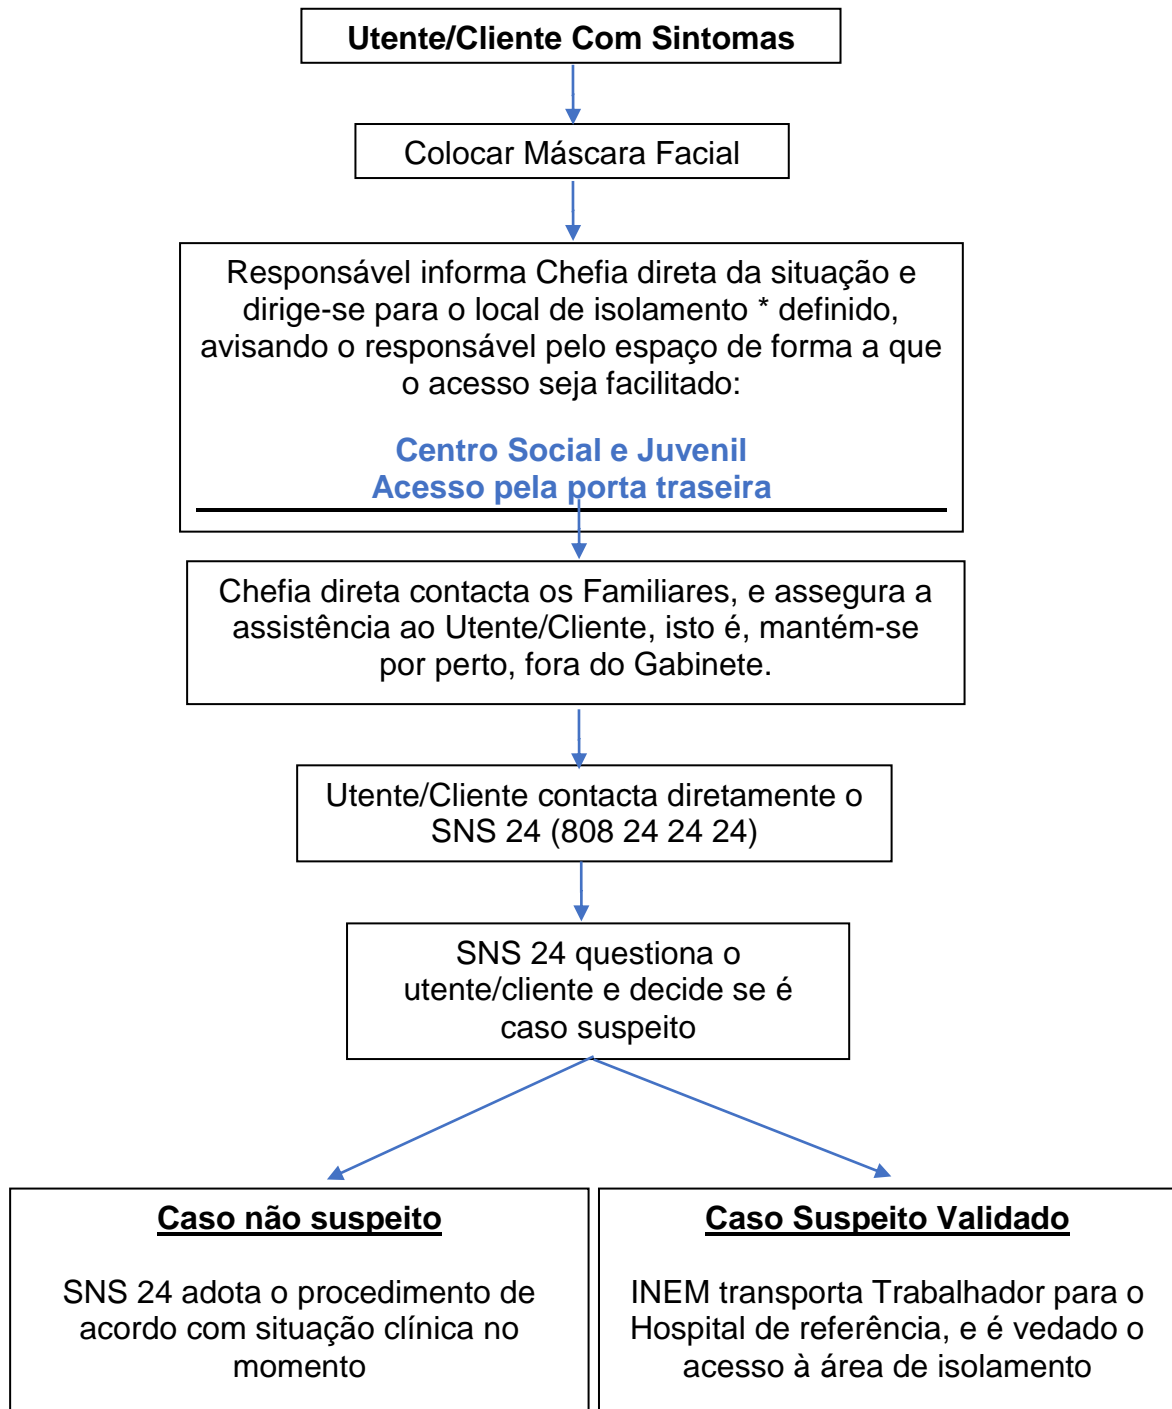 Utente/Cliente Com Sintomas
Colocar Máscara Facial
Responsável informa Chefia direta da situação e
dirige-se para o local de isolamento * definido,
avisando o responsável pelo espaço de forma a que
o acesso seja facilitado:
Centro Social e Juvenil
Acesso pela porta traseira
Chefia direta contacta os Familiares, e assegura a
assistência ao Utente/Cliente, isto é, mantém-se
por perto, fora do Gabinete.
Utente/Cliente contacta diretamente o
SNS 24 (808 24 24 24)
SNS 24 questiona o
utente/cliente e decide se é
caso suspeito
Caso não suspeito
SNS 24 adota o procedimento de
acordo com situação clínica no
momento
Caso Suspeito Validado
INEM transporta Trabalhador para o
Hospital de referência, e é vedado o
acesso à área de isolamento